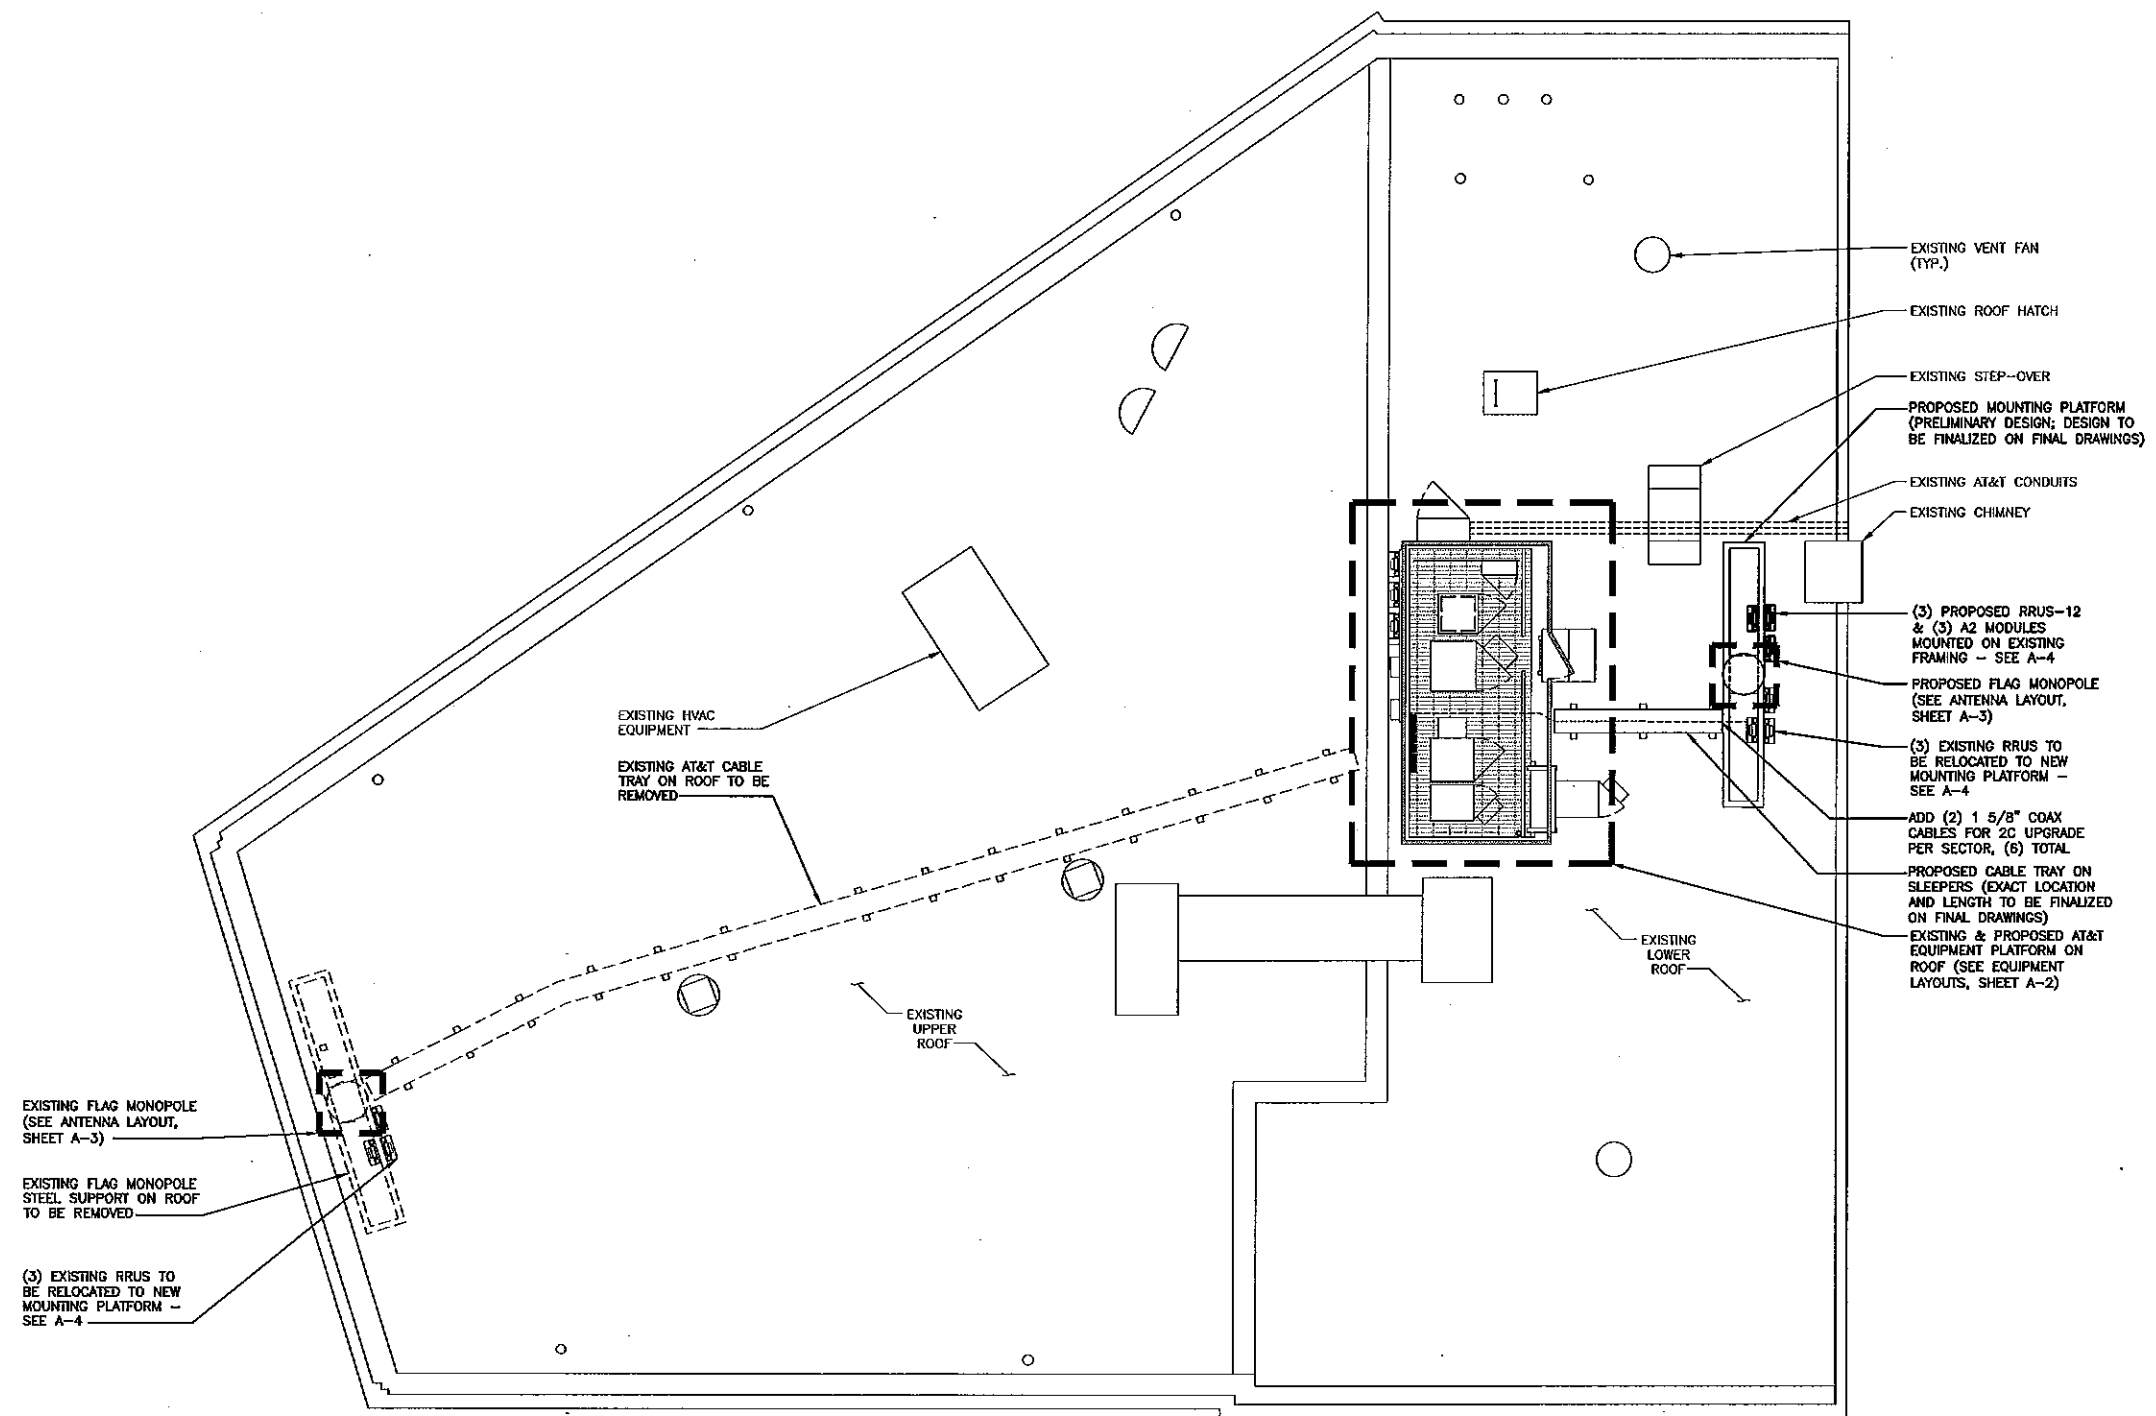 EXISTING VENT FAN
(TYP.)
EXISTING ROOF HATCH
EXISTING STEP-OVER
PROPOSED MOUNTING PLATFORM
(PRELIMINARY DESIGN; DESIGN TO
BE FINALIZED ON FINAL DRAWINGS)
EXISTING AT&T CONDUITS
EXISTING CHIMNEY
(3) PROPOSED RRUS-12
& (3) A2 MODULES
MOUNTED ON EXISTING
FRAMING - SEE A-4
PROPOSED FLAG MONOPOLE
(SEE ANTENNA LAYOUT,
SHEET A-3)
(3) EXISTING RRUS TO
BE RELOCATED TO NEW
MOUNTING PLATFORM -
SEE A-4
ADD (2) 1 5/8" COAX
CABLES FOR 2C UPGRADE
PER SECTOR, (6) TOTAL
PROPOSED CABLE TRAY ON
SLEEPERS (EXACT LOCATION
AND LENGTH TO BE FINALIZED
ON FINAL DRAWINGS)
EXISTING & PROPOSED AT&T
EQUIPMENT PLATFORM ON
ROOF (SEE EQUIPMENT
LAYOUTS, SHEET A-2)
EXISTING HVAC
EQUIPMENT
EXISTING AT&T CABLE
TRAY ON ROOF TO BE
REMOVED
EXISTING
LOWER
ROOF
EXISTING
UPPER
ROOF
EXISTING FLAG MONOPOLE
(SEE ANTENNA LAYOUT,
SHEET A-3)
EXISTING FLAG MONOPOLE
STEEL SUPPORT ON ROOF
TO BE REMOVED
(3) EXISTING RRUS TO
BE RELOCATED TO NEW
MOUNTING PLATFORM -
SEE A-4